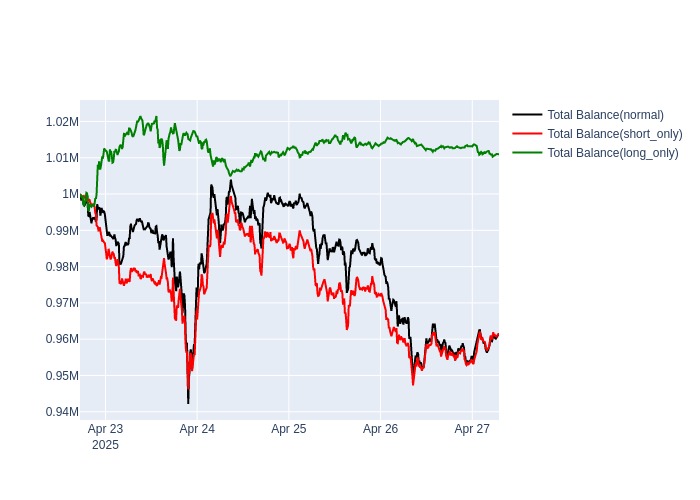 Total Balance(normal)
Total Balance(short_only)
Total Balance(long_only)
1.02M
1.01M
1M
0.99M
0.98M
0.97M
0.96M
0.95M
0.94M
Apr 23
2025
Apr 24
Apr 25
Apr 26
Apr 27